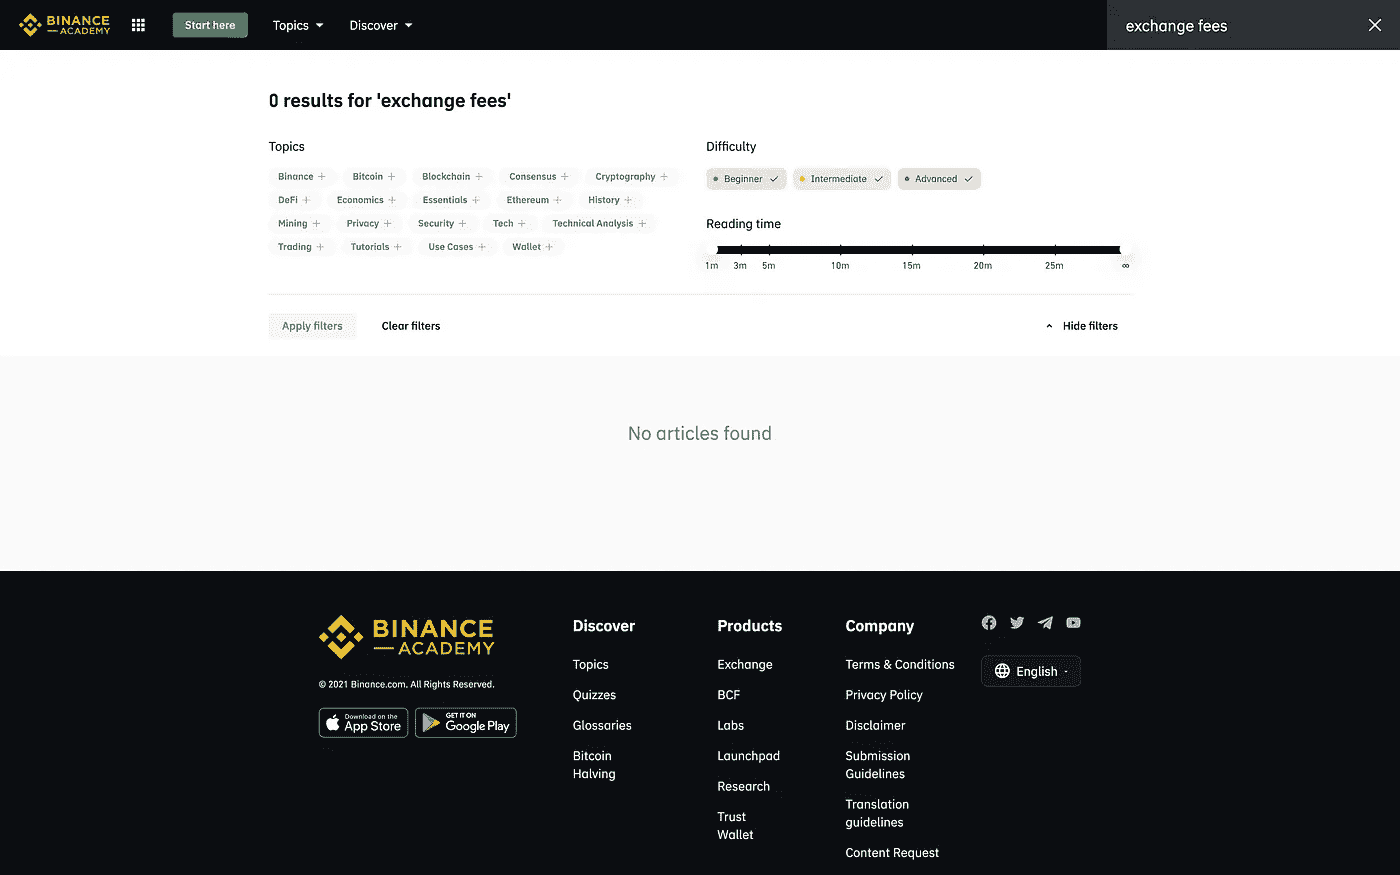 BINANCE
ACADEMY
Start here
Topics
Discover
exchange fees
0 results for 'exchange fees'
Topics
Binance
Bitcoin
Blockchain
Consensus
Cryptography
DeFi
Economics
Essentials
Ethereum
History
Mining
Privacy
Security
Tech
Technical Analysis
Trading
Tutorials
Use Cases
Wallet
Difficulty
Beginner
Intermediate
Advanced
Reading time
1m 3m 5m 10m 15m 20m 25m ∞
Apply filters
Clear filters
Hide filters
No articles found
BINANCE
ACADEMY
© 2021 Binance.com. All Rights Reserved.
Download on the
App Store
GET IT ON
Google Play
Discover
Topics
Quizzes
Glossaries
Bitcoin
Halving
Products
Exchange
BCF
Labs
Launchpad
Research
Trust
Wallet
Company
Terms & Conditions
Privacy Policy
Disclaimer
Submission
Guidelines
Translation
guidelines
Content Request
English